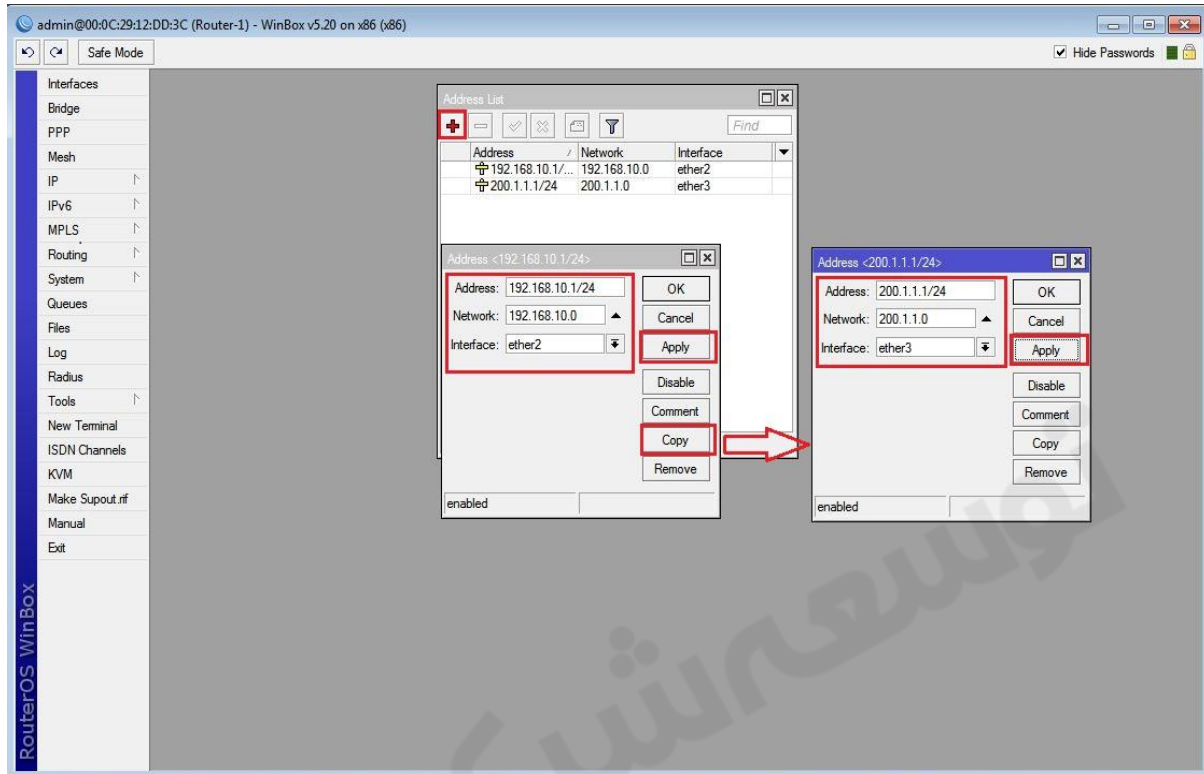 admin@00:0C:29:12:DD:3C (Router-1) - WinBox v5.20 on x86 (x86)
Safe Mode
Hide Passwords
Interfaces
Bridge
PPP
Mesh
IP
IPv6
MPLS
Routing
System
Queues
Files
Log
Radius
Tools
New Terminal
ISDN Channels
KVM
Make Supout.rif
Manual
Exit
RouterOS WinBox
Address List
Find
Address Network Interface
192.168.10.1/... 192.168.10.0 ether2
200.1.1.1/24 200.1.1.0 ether3
Address <192.168.10.1/24>
Address: 192.168.10.1/24 OK
Network: 192.168.10.0 Cancel
Interface: ether2 Apply
Disable
Comment
Copy
Remove
enabled
Address <200.1.1.1/24>
Address: 200.1.1.1/24 OK
Network: 200.1.1.0 Cancel
Interface: ether3 Apply
Disable
Comment
Copy
Remove
enabled